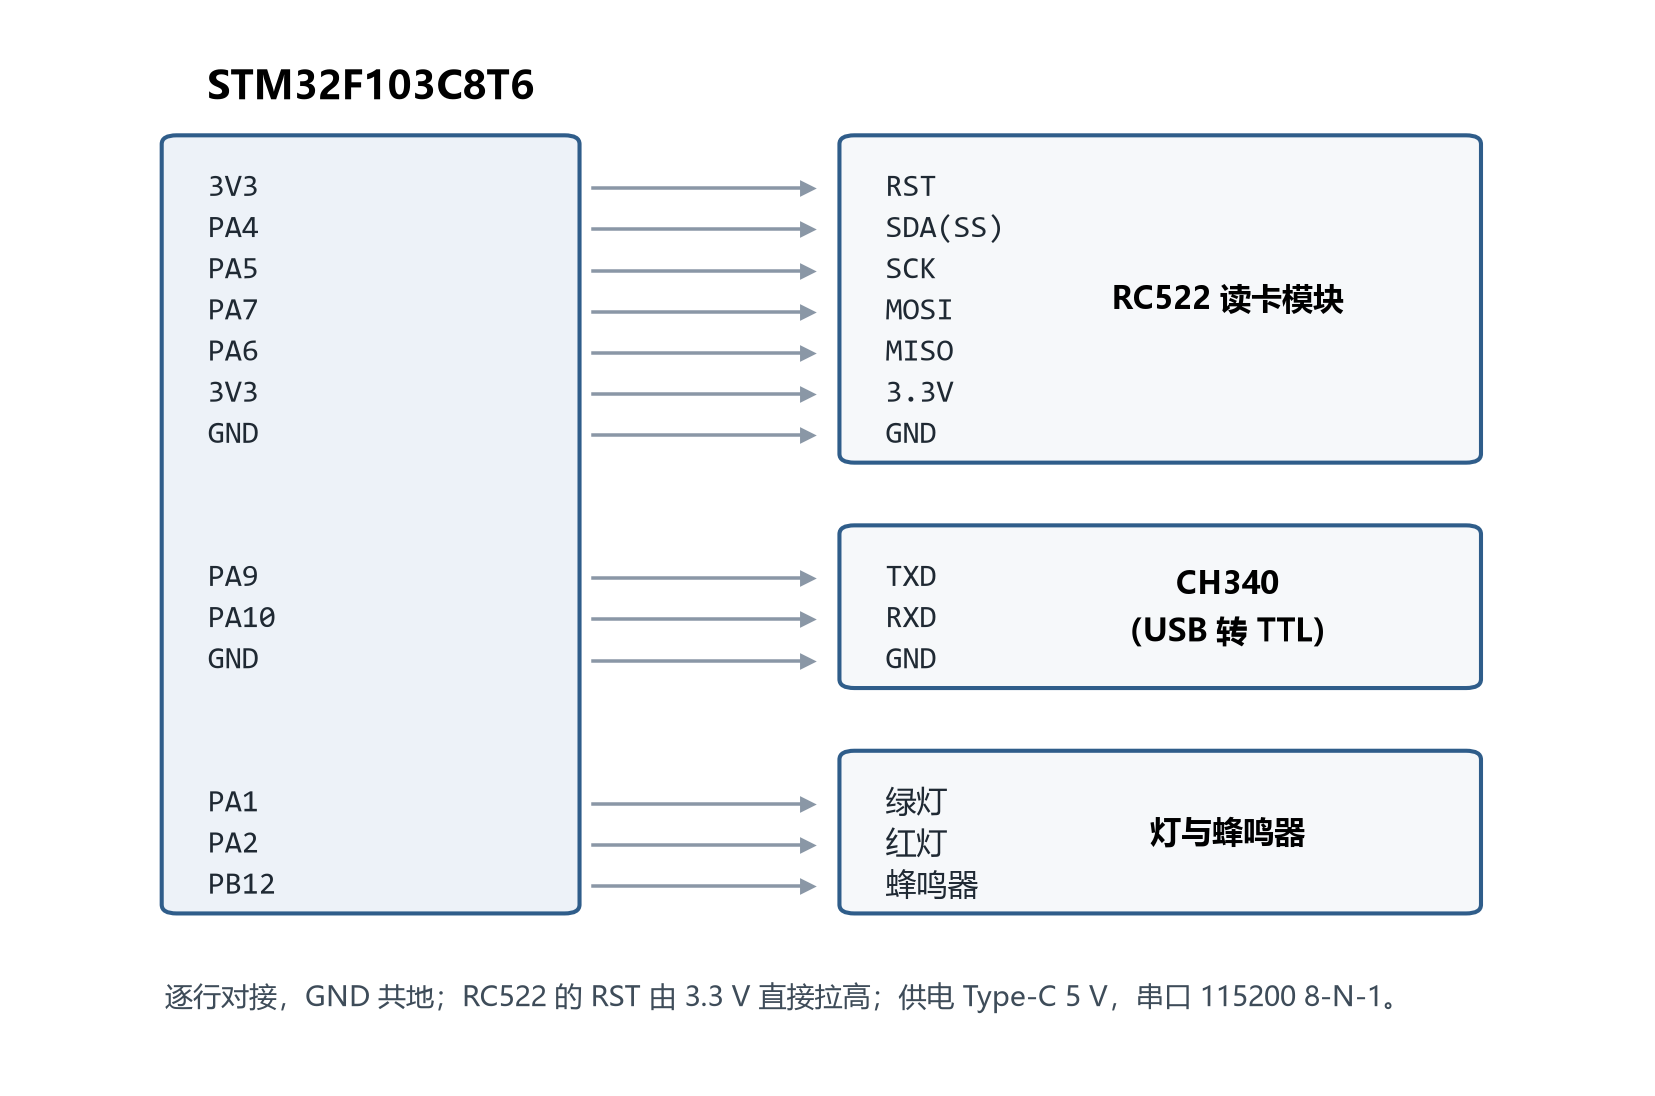 STM32F103C8T6
3V3 RST
PA4 SDA(SS)
PA5 SCK
PA7 MOSI
PA6 MISO
3V3 3.3V
GND GND
RC522 读卡模块
PA9 TXD
PA10 RXD
GND GND
CH340
(USB 转 TTL)
PA1 绿灯
PA2 红灯
PB12 蜂鸣器
灯与蜂鸣器
逐行对接，GND 共地；RC522 的 RST 由 3.3 V 直接拉高；供电 Type-C 5 V，串口 115200 8-N-1。